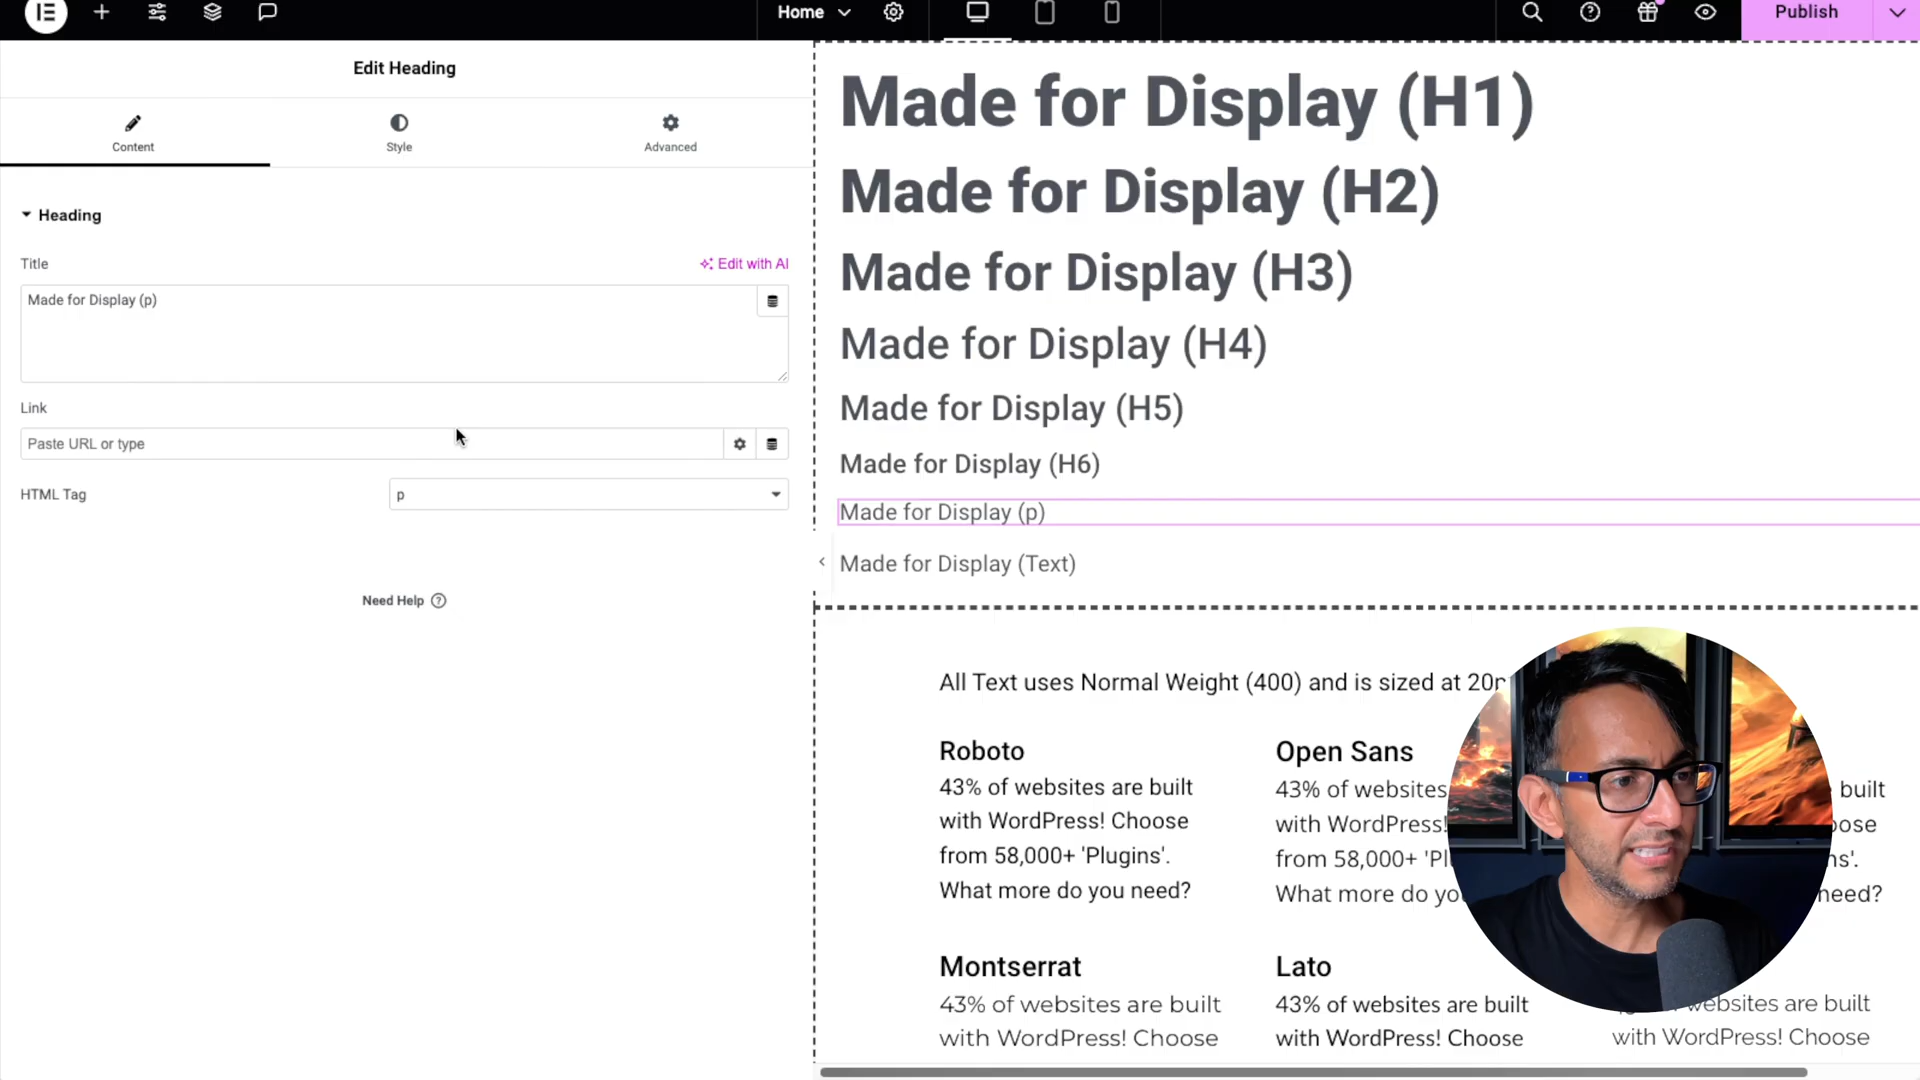 Home
Publish
Edit Heading
Content
Style
Advanced
Heading
Title
Edit with AI
Made for Display (p)
Link
Paste URL or type
HTML Tag
p
Need Help
Made for Display (H1)
Made for Display (H2)
Made for Display (H3)
Made for Display (H4)
Made for Display (H5)
Made for Display (H6)
Made for Display (p)
Made for Display (Text)
All Text uses Normal Weight (400) and is sized at
Roboto
43% of websites are built
with WordPress! Choose
from 58,000+ 'Plugins'.
What more do you need?
Open Sans
43% of websites
with WordPress!
from 58,000+
What more do
built
need?
Montserrat
43% of websites are built
with WordPress! Choose
Lato
43% of websites are built
with WordPress! Choose
websites are built
with WordPress! Choose